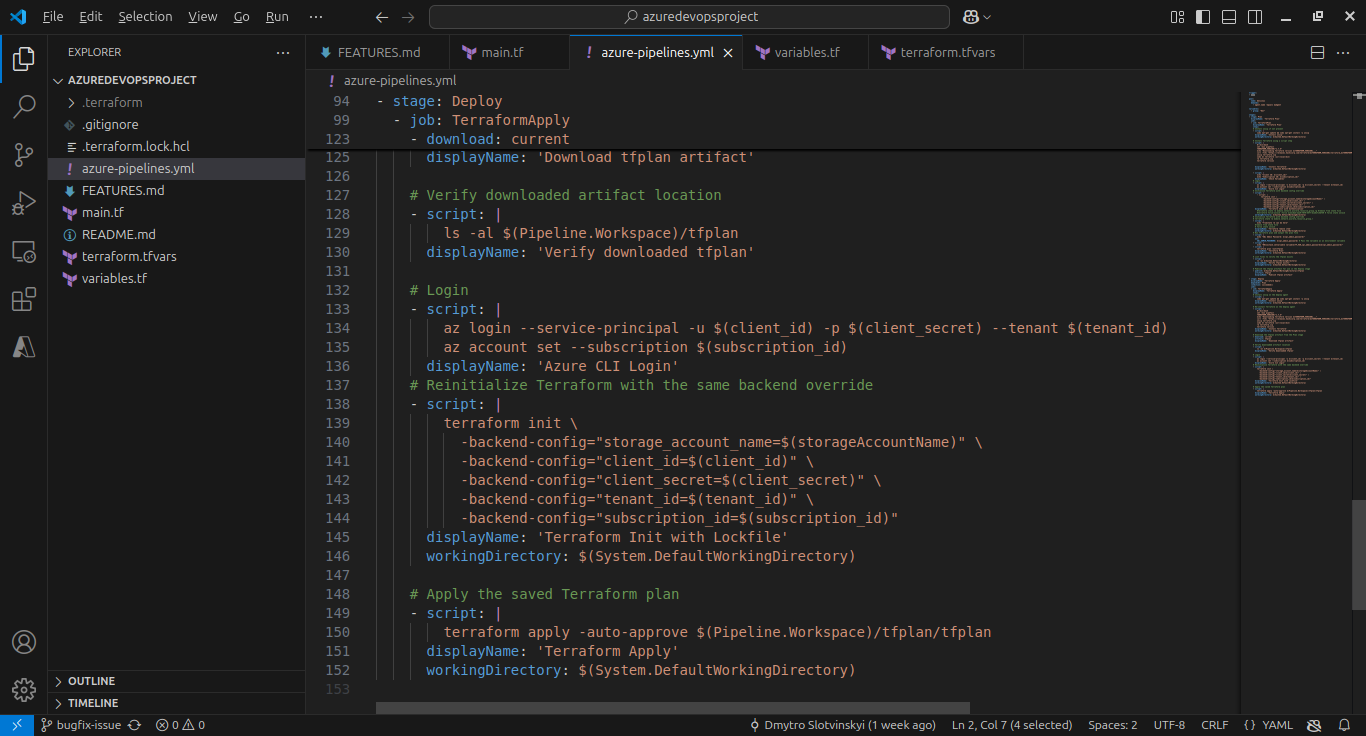 File Edit Selection View Go Run ··· azuredevopsproject
EXPLORER ···
AZUREDEVOPSPROJECT
.terraform
.gitignore
.terraform.lock.hcl
azure-pipelines.yml
FEATURES.md
main.tf
README.md
terraform.tfvars
variables.tf
OUTLINE
TIMELINE
FEATURES.md main.tf ! azure-pipelines.yml variables.tf terraform.tfvars ···
! azure-pipelines.yml
94 - stage: Deploy
99 - job: TerraformApply
123 - download: current
125 displayName: 'Download tfplan artifact'
126
127 # Verify downloaded artifact location
128 - script: |
129 ls -al $(Pipeline.Workspace)/tfplan
130 displayName: 'Verify downloaded tfplan'
131
132 # Login
133 - script: |
134 az login --service-principal -u $(client_id) -p $(client_secret) --tenant $(tenant_id)
135 az account set --subscription $(subscription_id)
136 displayName: 'Azure CLI Login'
137 # Reinitialize Terraform with the same backend override
138 - script: |
139 terraform init \
140 -backend-config="storage_account_name=$(storageAccountName)" \
141 -backend-config="client_id=$(client_id)" \
142 -backend-config="client_secret=$(client_secret)" \
143 -backend-config="tenant_id=$(tenant_id)" \
144 -backend-config="subscription_id=$(subscription_id)"
145 displayName: 'Terraform Init with Lockfile'
146 workingDirectory: $(System.DefaultWorkingDirectory)
147
148 # Apply the saved Terraform plan
149 - script: |
150 terraform apply -auto-approve $(Pipeline.Workspace)/tfplan/tfplan
151 displayName: 'Terraform Apply'
152 workingDirectory: $(System.DefaultWorkingDirectory)
153
bugfix-issue 0 0 Dmytro Slotvinskyi (1 week ago) Ln 2, Col 7 (4 selected) Spaces: 2 UTF-8 CRLF {} YAML